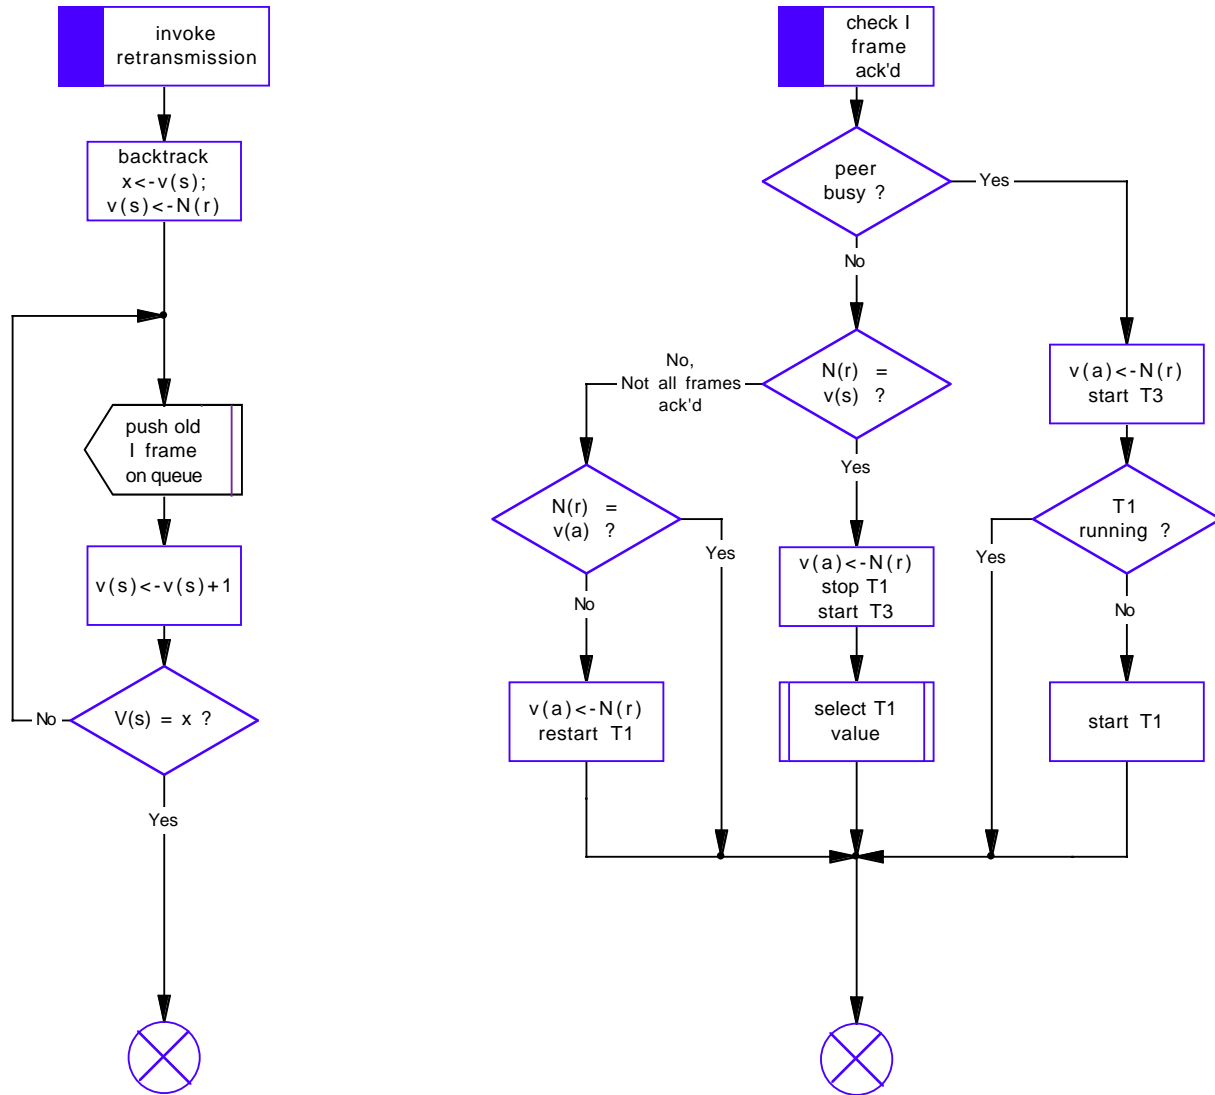 invoke
retransmission
backtrack
x<-v(s);
v(s)<-N(r)
push old
I frame
on queue
v(s)<-v(s)+1
V(s) = x ?
No
Yes
check I
frame
ack'd
peer
busy ?
Yes
No
N(r) =
v(s) ?
No,
Not all frames
ack'd
Yes
v(a)<-N(r)
start T3
N(r) =
v(a) ?
Yes
No
v(a)<-N(r)
stop T1
start T3
T1
running ?
Yes
No
v(a)<-N(r)
restart T1
select T1
value
start T1